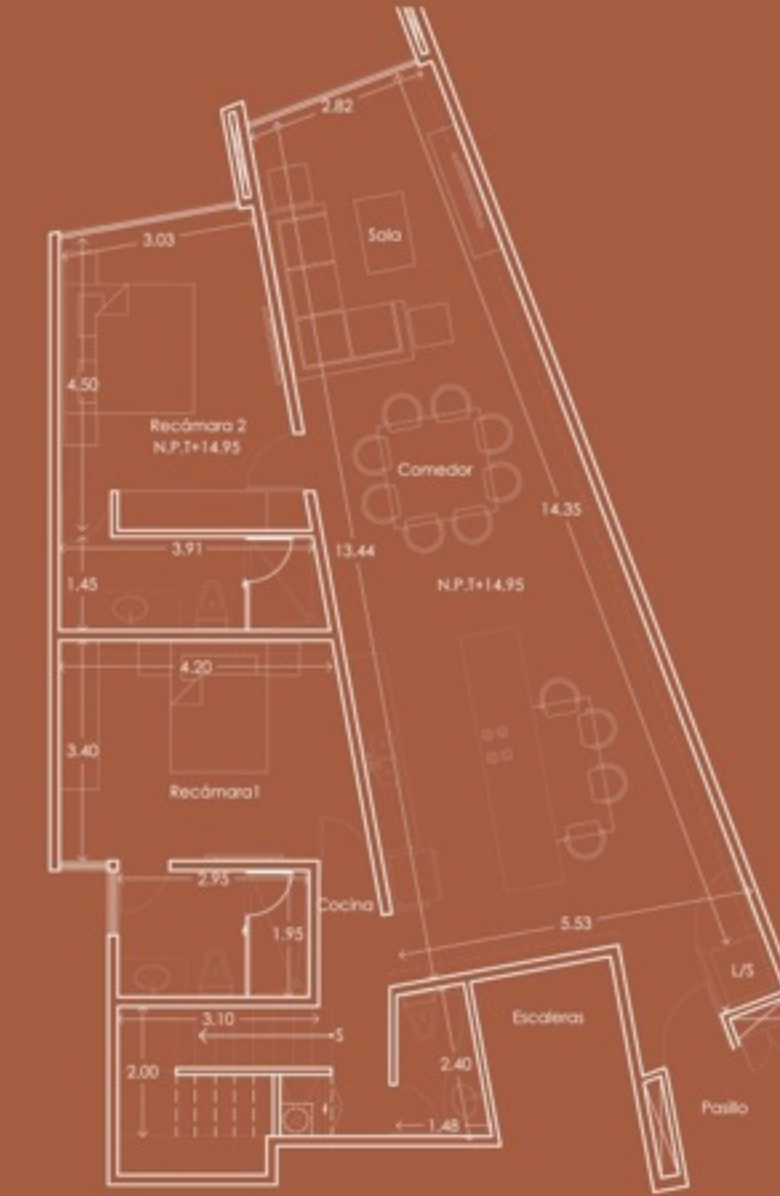 2.82
Sala
3.03
4.50
Recámara 2
N.P.T+14.95
Comedor
14.35
3.91
13.44
1.45
N.P.T+14.95
4.20
3.40
Recámara1
2.95
Cocina
1.95
5.53
L/S
3.10
Escaleras
S
2.00
2.40
Pasillo
1.48